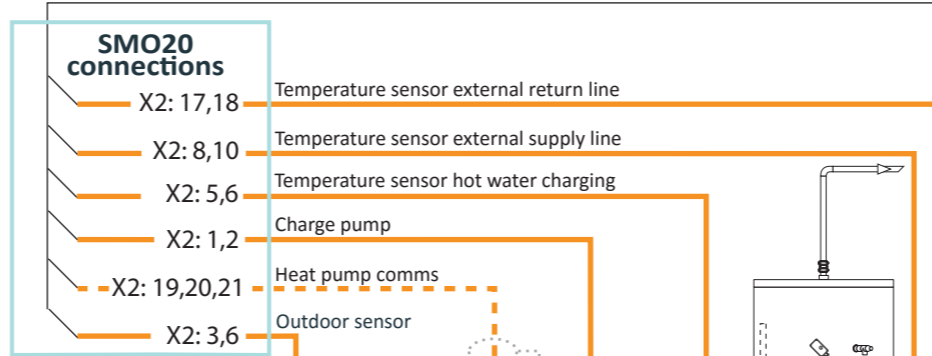 SMO20
connections
X2: 17,18 Temperature sensor external return line
X2: 8,10 Temperature sensor external supply line
X2: 5,6 Temperature sensor hot water charging
X2: 1,2 Charge pump
X2: 19,20,21 Heat pump comms
X2: 3,6 Outdoor sensor